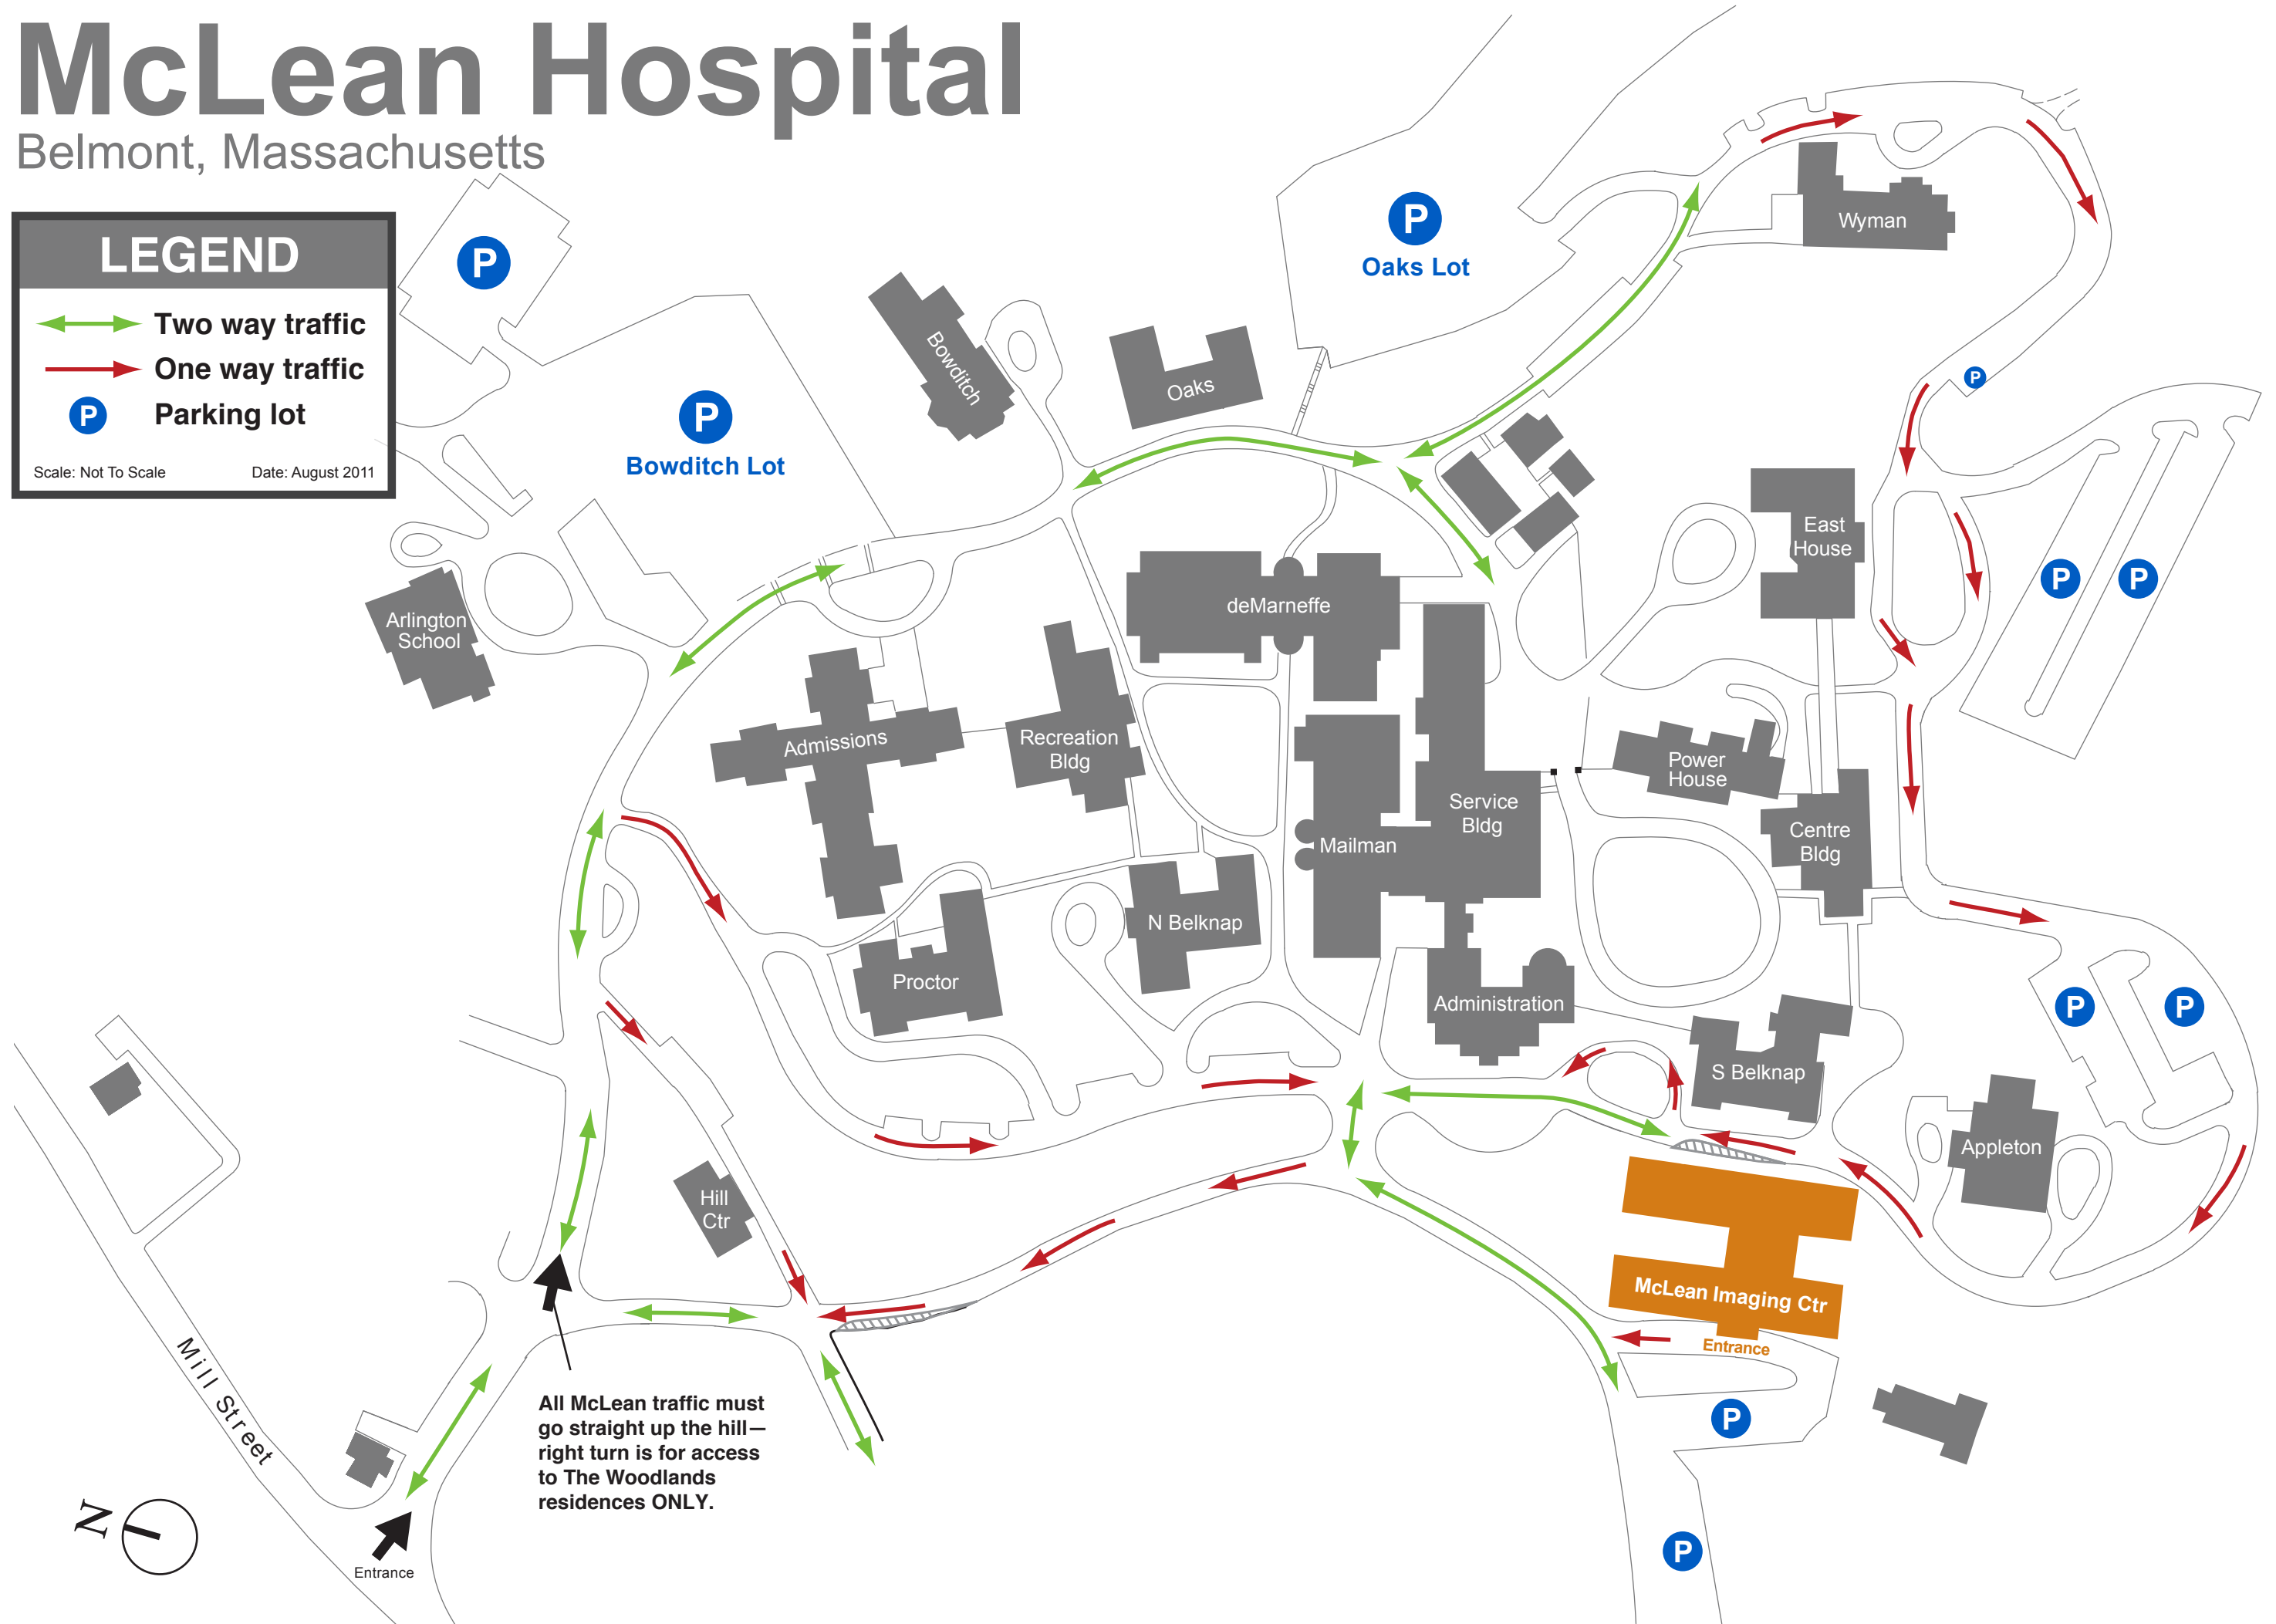 McLean Hospital
Belmont, Massachusetts
LEGEND
Two way traffic
One way traffic
P
Parking lot
Scale: Not To Scale
Date: August 2011
P
P
Bowditch Lot
P
Oaks Lot
Bowditch
Oaks
Wyman
P
East
House
P
P
Arlington
School
deMarneffe
Admissions
Recreation
Bldg
Power
House
Service
Bldg
Mailman
Centre
Bldg
N Belknap
Proctor
Administration
P
P
S Belknap
Appleton
Hill
Ctr
McLean Imaging Ctr
Entrance
P
P
All McLean traffic must
go straight up the hill—
right turn is for access
to The Woodlands
residences ONLY.
Mill Street
N
Entrance